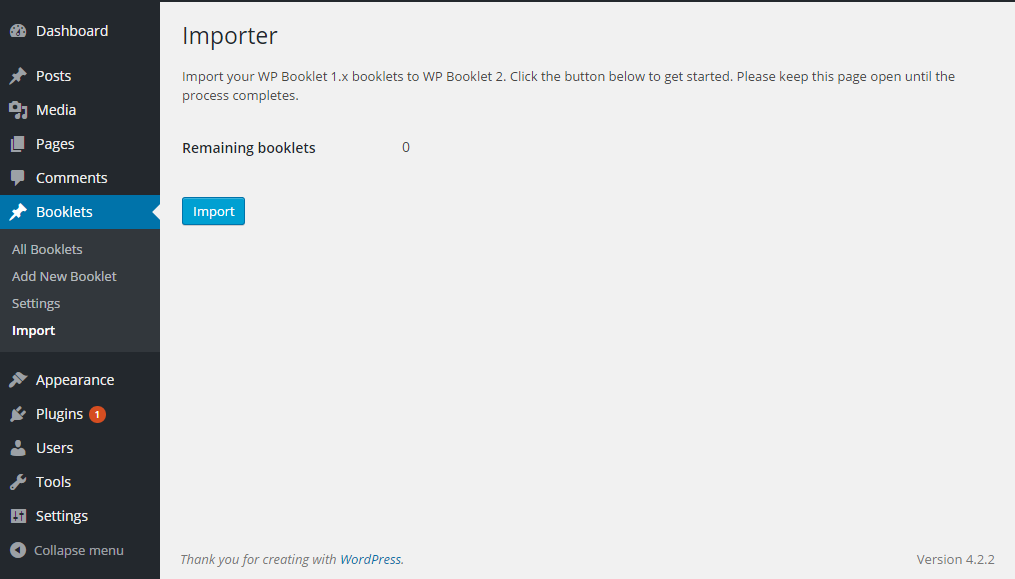 Dashboard
Posts
Media
Pages
Comments
Booklets
All Booklets
Add New Booklet
Settings
Import
Appearance
Plugins 1
Users
Tools
Settings
Collapse menu
Importer
Import your WP Booklet 1.x booklets to WP Booklet 2. Click the button below to get started. Please keep this page open until the
process completes.
Remaining booklets 0
Import
Thank you for creating with WordPress.
Version 4.2.2